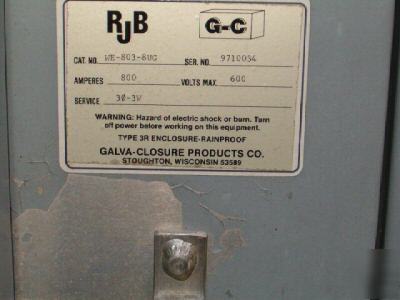 RJB G-C
CAT. NO. WE-803-8UG SER. NO. 9710054
AMPERES 800 VOLTS MAX. 600
SERVICE 3Ø-3W
WARNING: Hazard of electric shock or burn. Turn
off power before working on this equipment.
TYPE 3R ENCLOSURE-RAINPROOF
GALVA-CLOSURE PRODUCTS CO.
STOUGHTON, WISCONSIN 53589